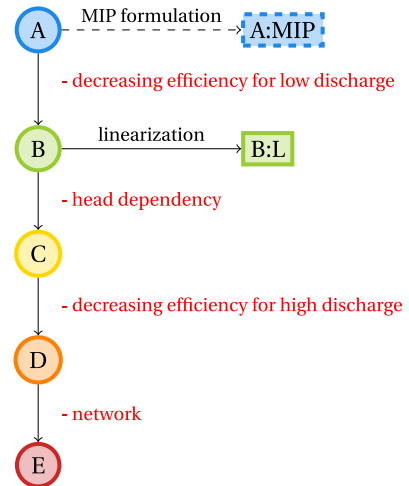 A
MIP formulation
A:MIP
- decreasing efficiency for low discharge
B
linearization
B:L
- head dependency
C
- decreasing efficiency for high discharge
D
- network
E